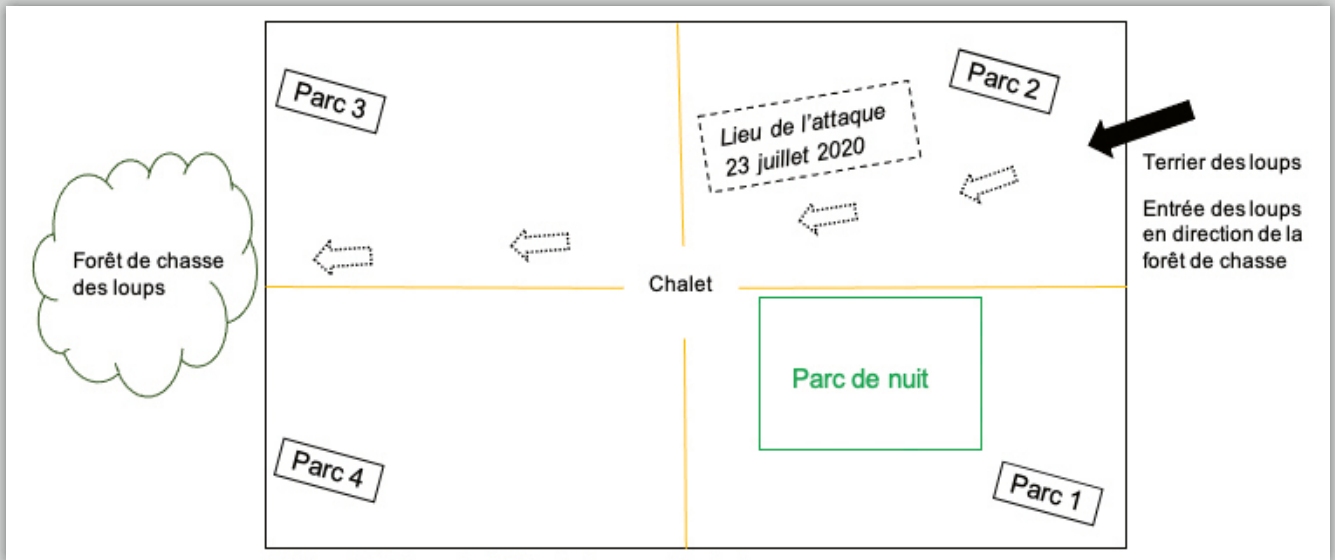 Parc 3
Parc 2
Lieu de l'attaque
23 juillet 2020
Terrier des loups
Entrée des loups
en direction de la
forêt de chasse
Forêt de chasse
des loups
Chalet
Parc de nuit
Parc 4
Parc 1